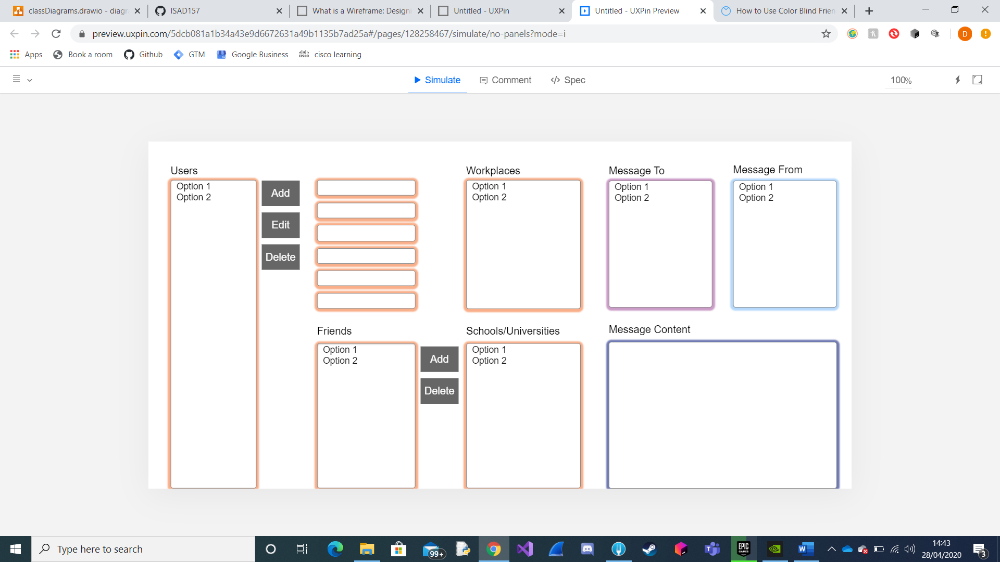 classDiagrams.drawio - diagr
ISAD157
What is a Wireframe: Designi
Untitled - UXPin
Untitled - UXPin Preview
How to Use Color Blind Frien
preview.uxpin.com/5dcb081a1b34a43e9d6672631a49b1135b7ad25a#/pages/128258467/simulate/no-panels?mode=i
D
Apps
Book a room
Github
GTM
Google Business
cisco learning
Simulate
Comment
Spec
100%
Users
Workplaces
Message To
Message From
Option 1
Option 2
Add
Edit
Delete
Option 1
Option 2
Option 1
Option 2
Option 1
Option 2
Friends
Schools/Universities
Message Content
Option 1
Option 2
Add
Delete
Option 1
Option 2
Type here to search
99+
EPIC
GAMES
14:43
28/04/2020
3